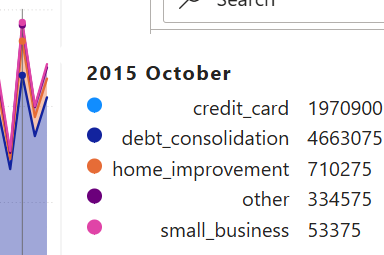 Search
2015 October
credit_card 1970900
debt_consolidation 4663075
home_improvement 710275
other 334575
small_business 53375